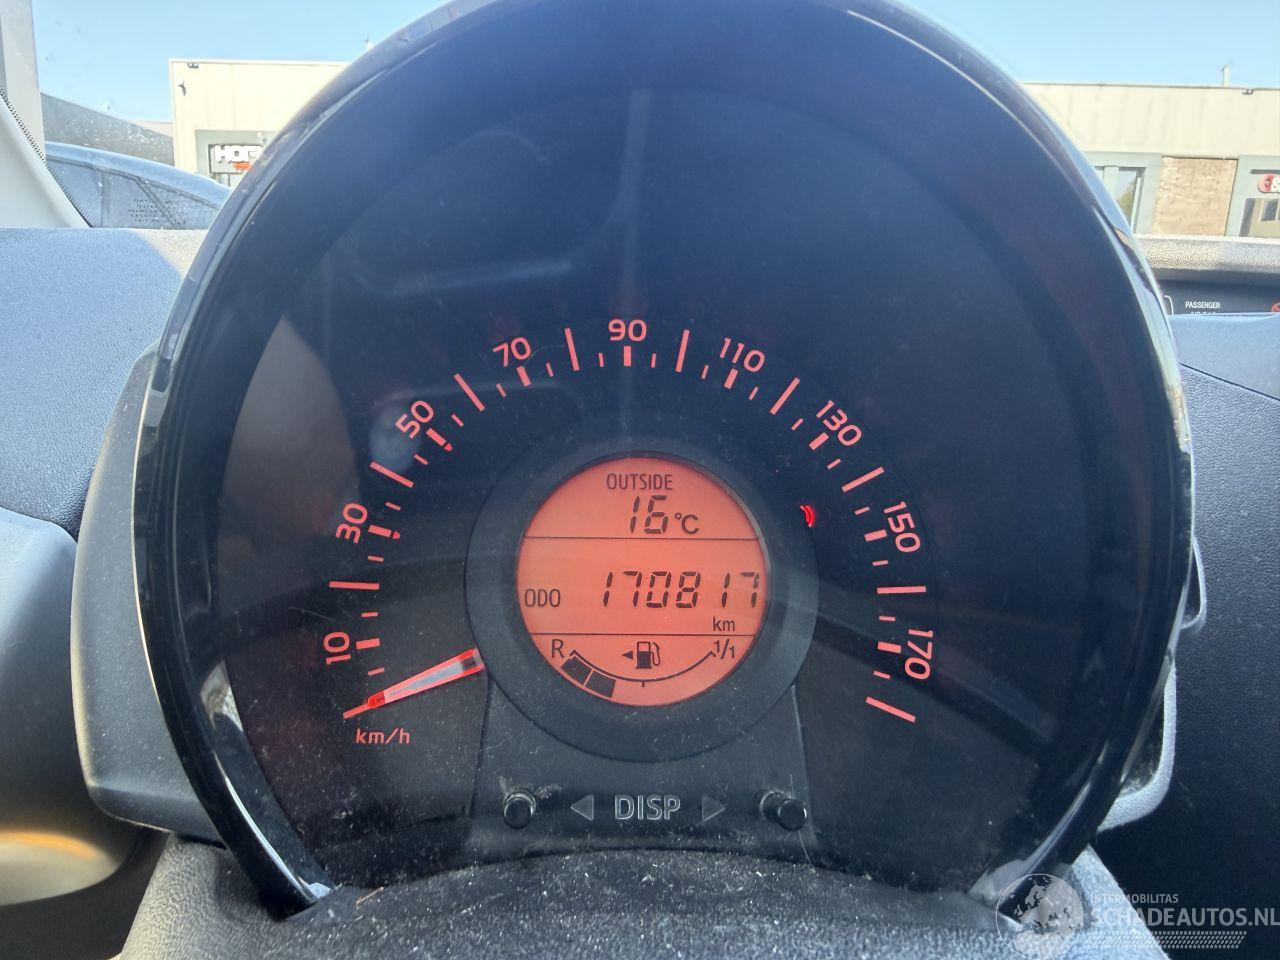 PASSENGER
10
30
50
70
90
110
130
150
170
km/h
OUTSIDE
16 °C
ODO 170817
km
R 1/1
DISP
INTERMOBILITAS
SCHADEAUTOS.NL